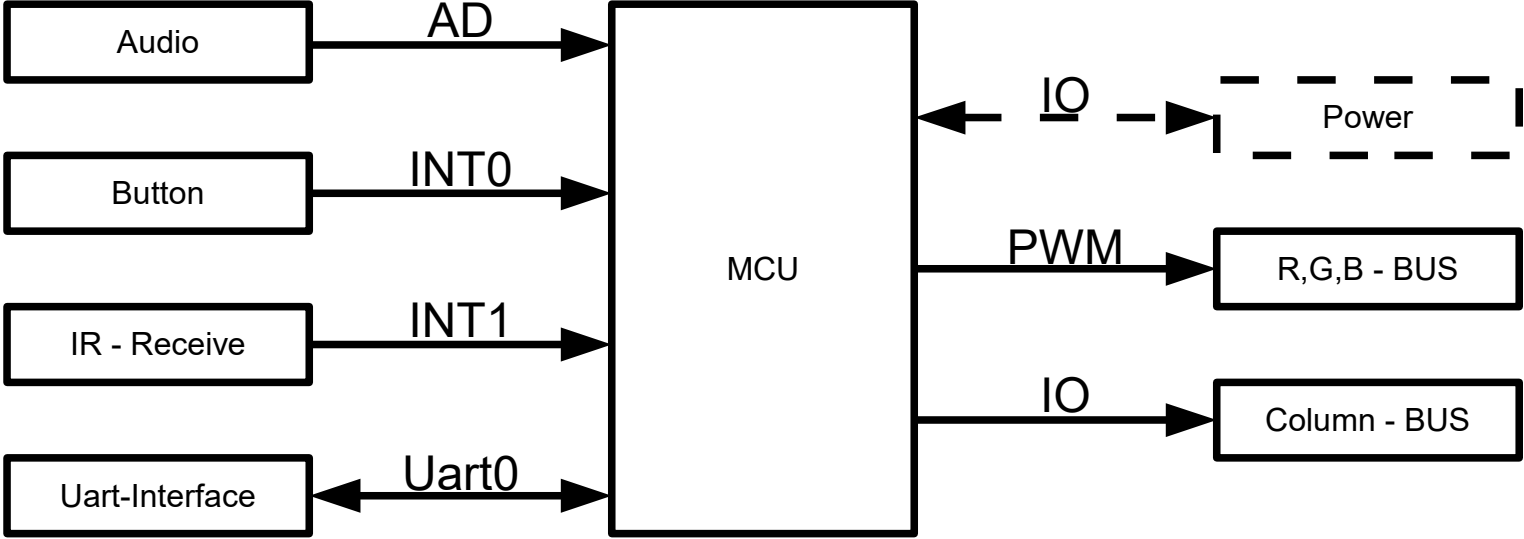 Audio
AD
Button
INT0
IR - Receive
INT1
Uart-Interface
Uart0
MCU
IO
Power
PWM
R,G,B - BUS
IO
Column - BUS